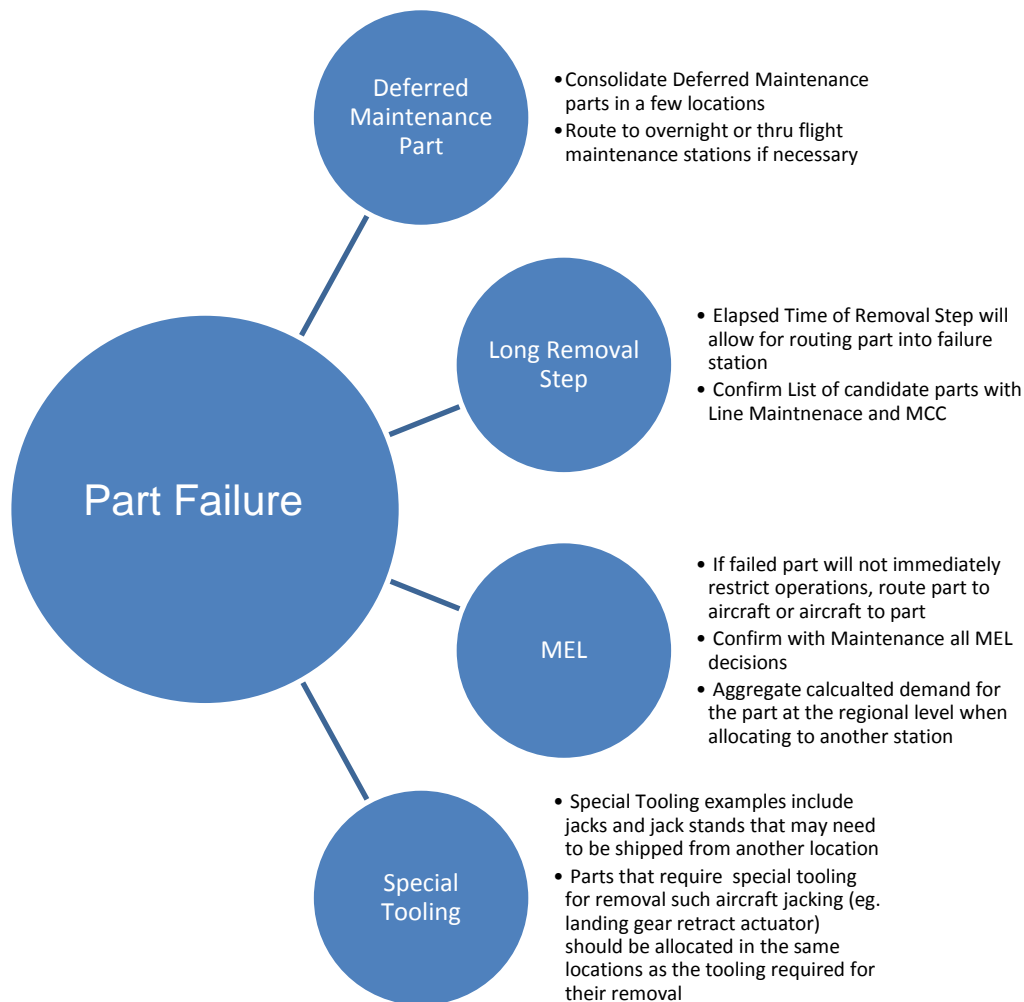 Deferred
Maintenance
Part
•Consolidate Deferred Maintenance
parts in a few locations
•Route to overnight or thru flight
maintenance stations if necessary
Long Removal
Step
• Elapsed Time of Removal Step will
allow for routing part into failure
station
• Confirm List of candidate parts with
Line Maintnenace and MCC
Part Failure
MEL
• If failed part will not immediately
restrict operations, route part to
aircraft or aircraft to part
• Confirm with Maintenance all MEL
decisions
• Aggregate calcualted demand for
the part at the regional level when
allocating to another station
Special
Tooling
• Special Tooling examples include
jacks and jack stands that may need
to be shipped from another location
• Parts that require  special tooling
for removal such aircraft jacking (eg.
landing gear retract actuator)
should be allocated in the same
locations as the tooling required for
their removal